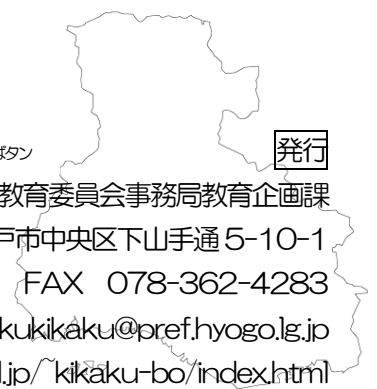 ばタン
発行
教育委員会事務局教育企画課
戸市中央区下山手通5-10-1
FAX 078-362-4283
kukikaku@pref.hyogo.lg.jp
l.jp/~kikaku-bo/index.html